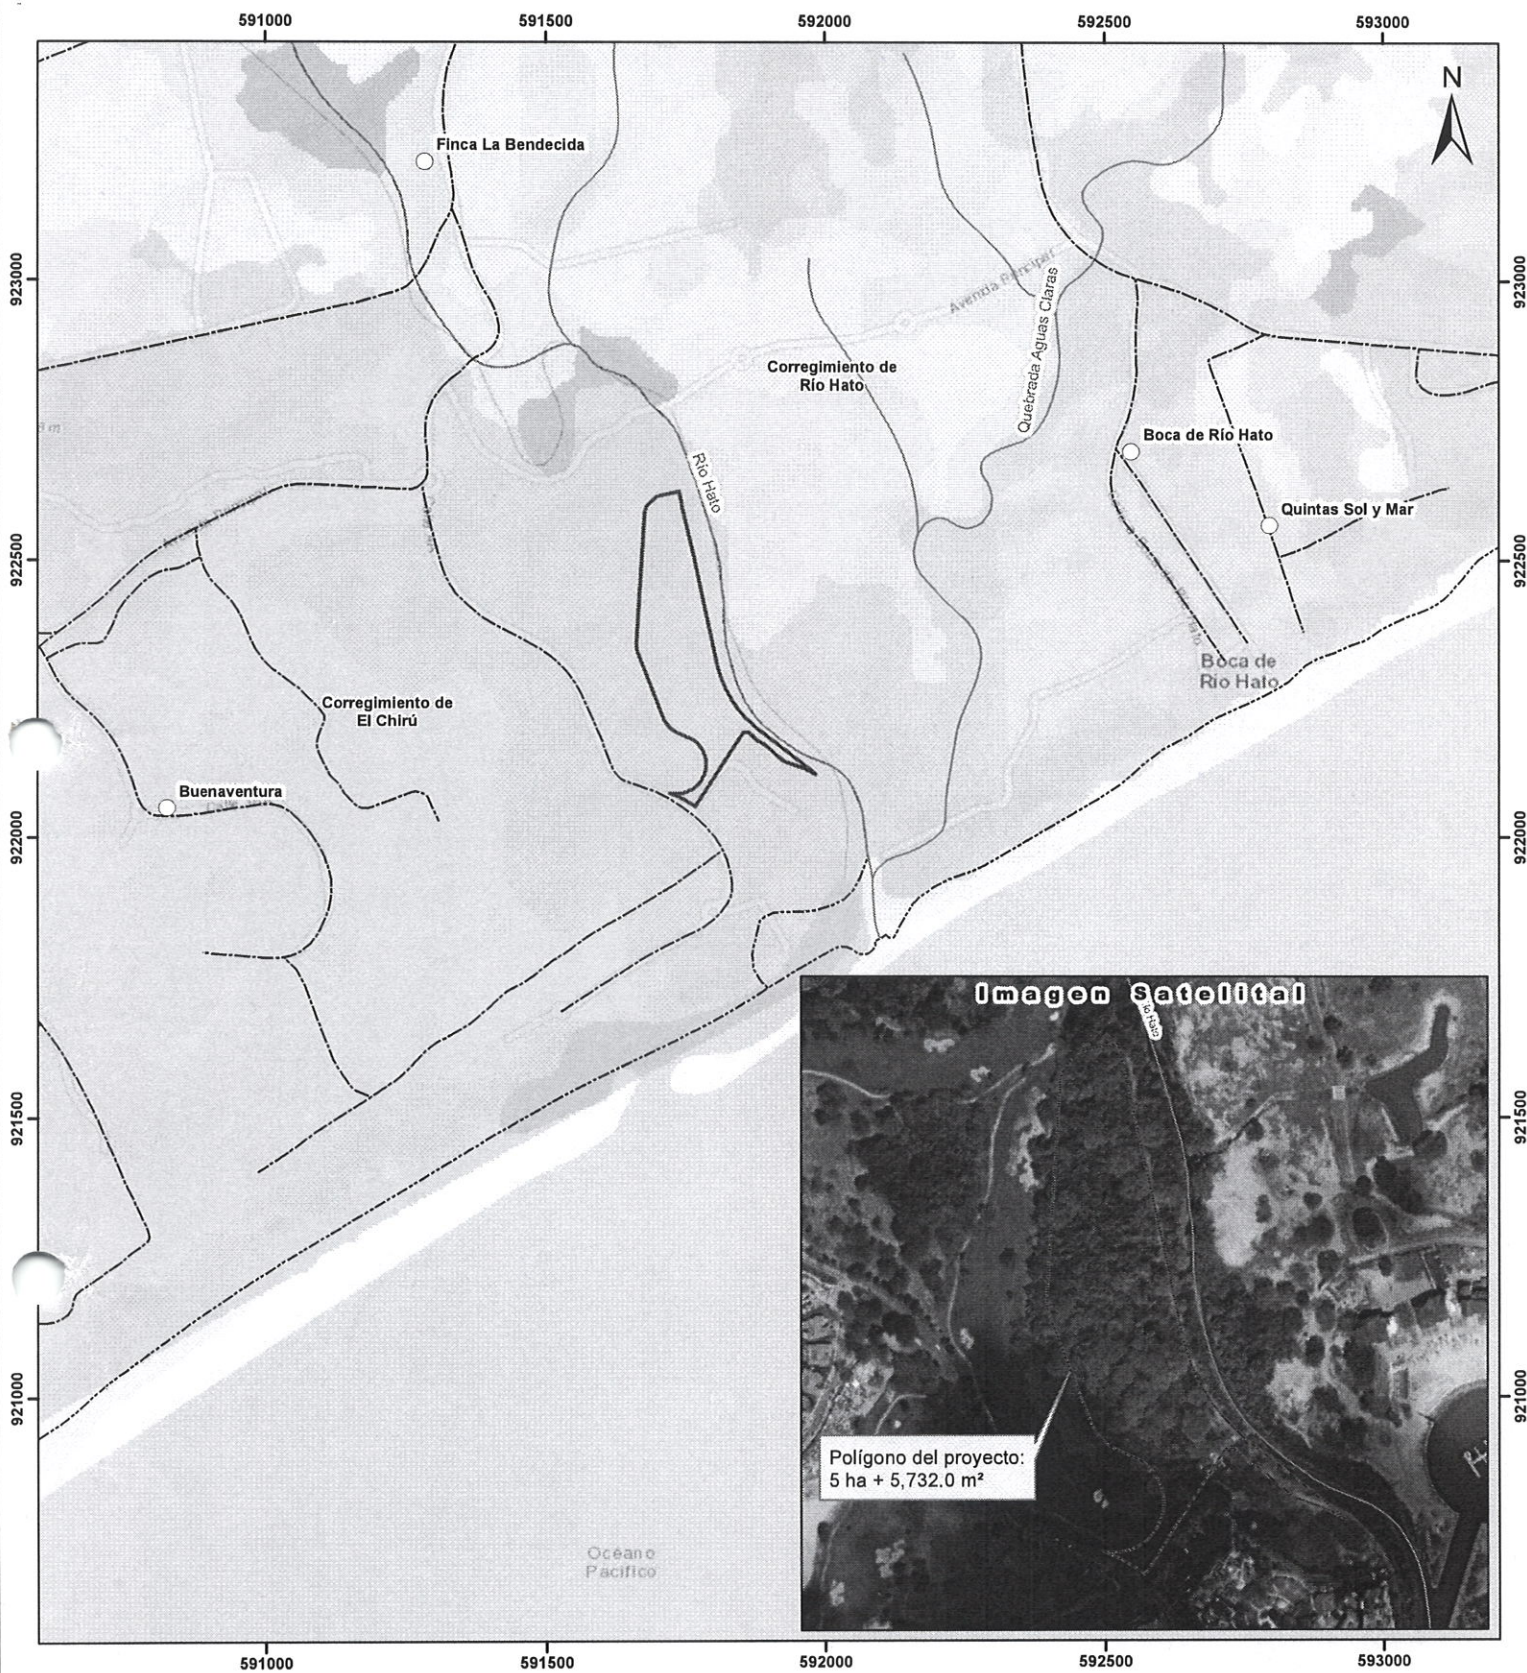 591000
591500
592000
592500
593000
N
Finca La Bendecida
923000
923000
Avenida Principal
Quebrada Aguas Claras
Corregimiento de
Río Hato
Boca de Río Hato
Río Hato
Quintas Sol y Mar
922500
922500
Boca de
Río Hato
Corregimiento de
El Chirú
Buenaventura
922000
922000
Imagen Satelital
Río Hato
921500
921500
921000
921000
Polígono del proyecto:
5 ha + 5,732.0 m²
Océano
Pacífico
591000
591500
592000
592500
593000